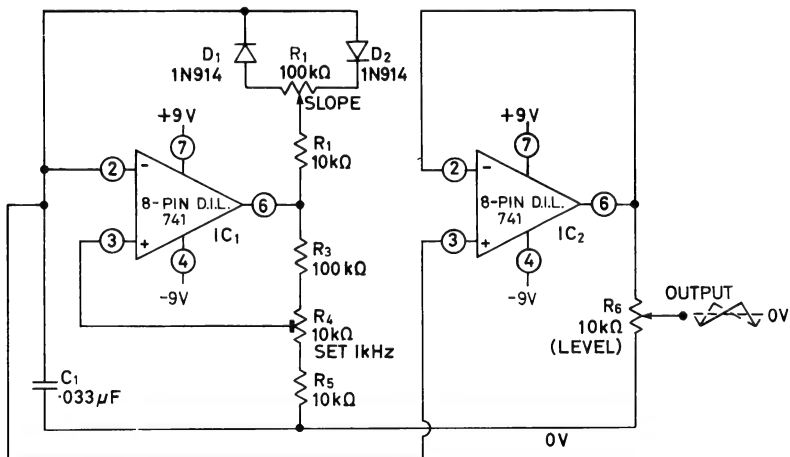 D1
1N914
R1
100kΩ
D2
1N914
SLOPE
+9V
7
R1
10kΩ
2
-
8-PIN D.I.L.
741
6
3
+
IC1
4
-9V
R3
100kΩ
R4
10kΩ
SET 1kHz
R5
10kΩ
C1
·033µF
+9V
7
2
-
8-PIN D.I.L.
741
6
3
+
IC2
4
-9V
R6
10kΩ
(LEVEL)
OUTPUT
0V
0V